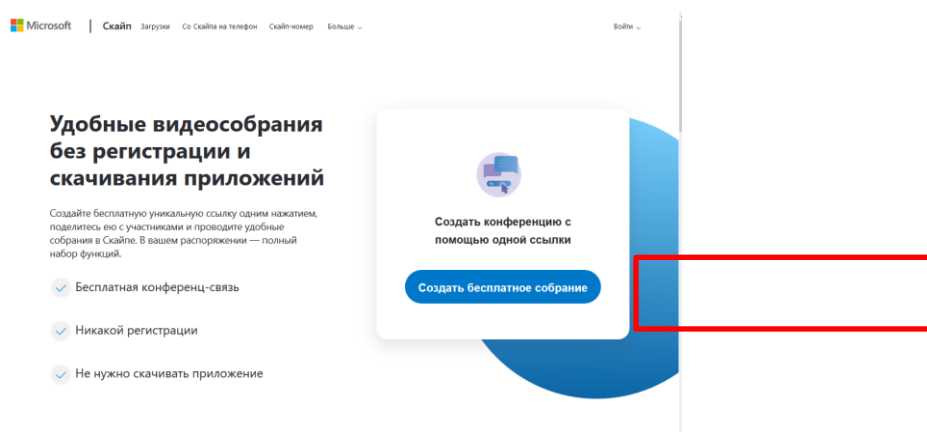 Microsoft | Скайп Загрузки Со Скайпа на телефон Скайп-номер Больше Войти
Удобные видеособрания
без регистрации и
скачивания приложений
Создайте бесплатную уникальную ссылку одним нажатием,
поделитесь ею с участниками и проводите удобные
собрания в Скайпе. В вашем распоряжении — полный
набор функций.
Бесплатная конференц-связь
Никакой регистрации
Не нужно скачивать приложение
Создать конференцию с
помощью одной ссылки
Создать бесплатное собрание